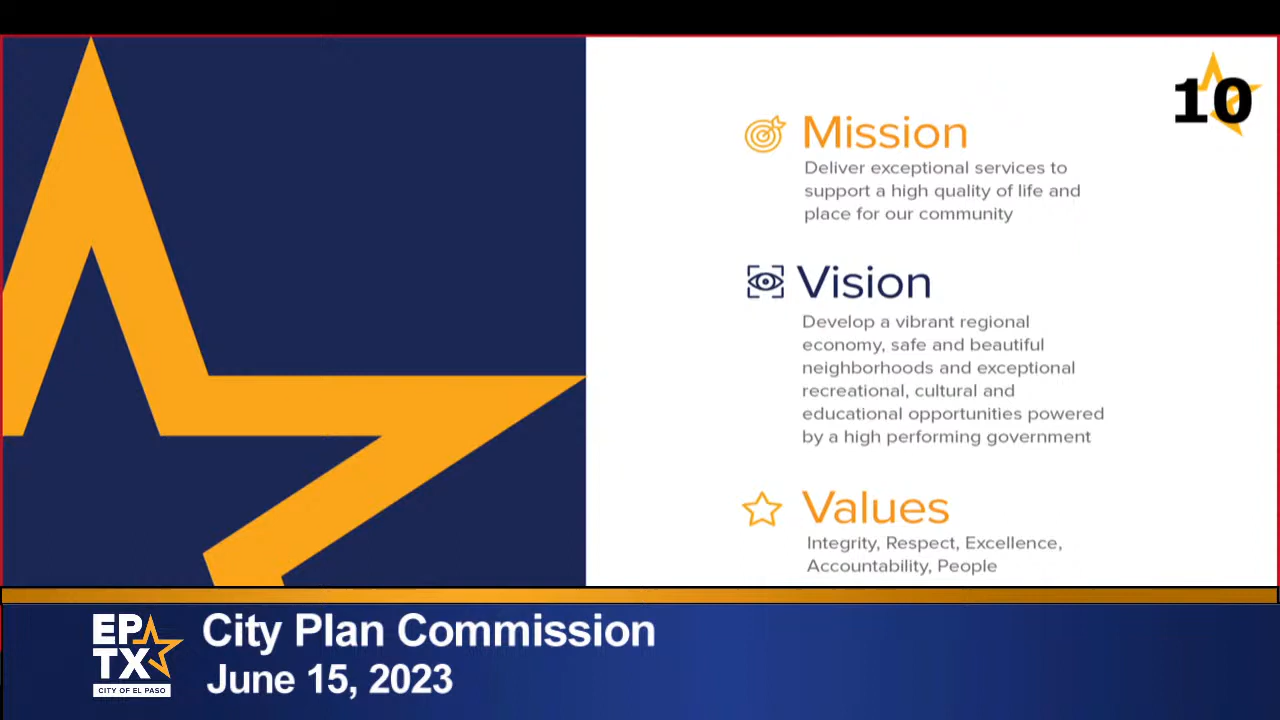 10
Mission
Deliver exceptional services to
support a high quality of life and
place for our community
Vision
Develop a vibrant regional
economy, safe and beautiful
neighborhoods and exceptional
recreational, cultural and
educational opportunities powered
by a high performing government
Values
Integrity, Respect, Excellence,
Accountability, People
EP
TX
CITY OF EL PASO
City Plan Commission
June 15, 2023